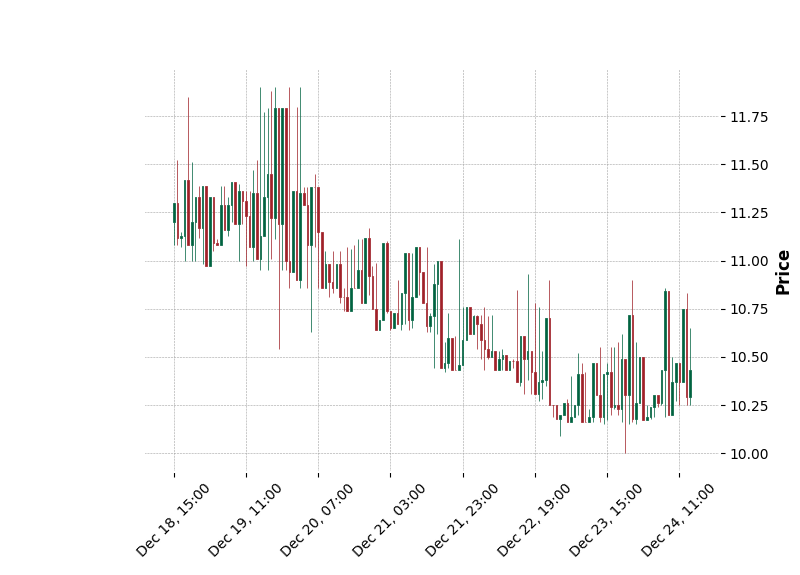 11.75
11.50
11.25
11.00
10.75
10.50
10.25
10.00
Price
Dec 18, 15:00
Dec 19, 11:00
Dec 20, 07:00
Dec 21, 03:00
Dec 21, 23:00
Dec 22, 19:00
Dec 23, 15:00
Dec 24, 11:00